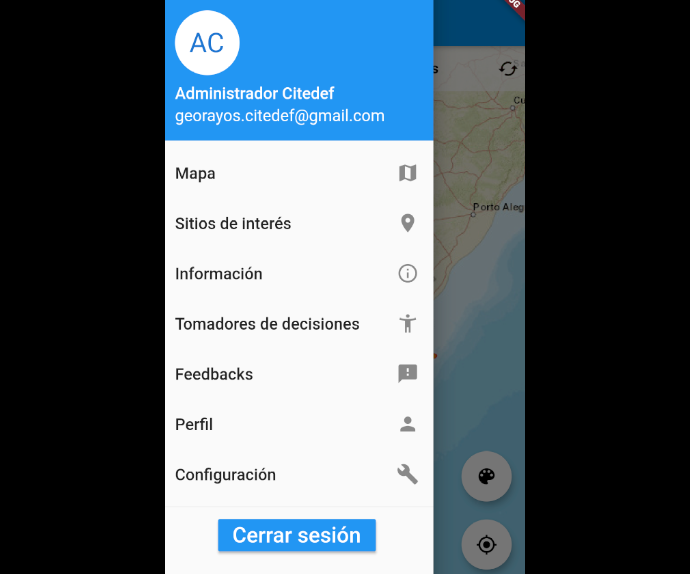 AC
Administrador Citedef
georayos.citedef@gmail.com
Mapa
Sitios de interés
Información
Tomadores de decisiones
Feedbacks
Perfil
Configuración
Cerrar sesión
s
Cu
Porto Aleg